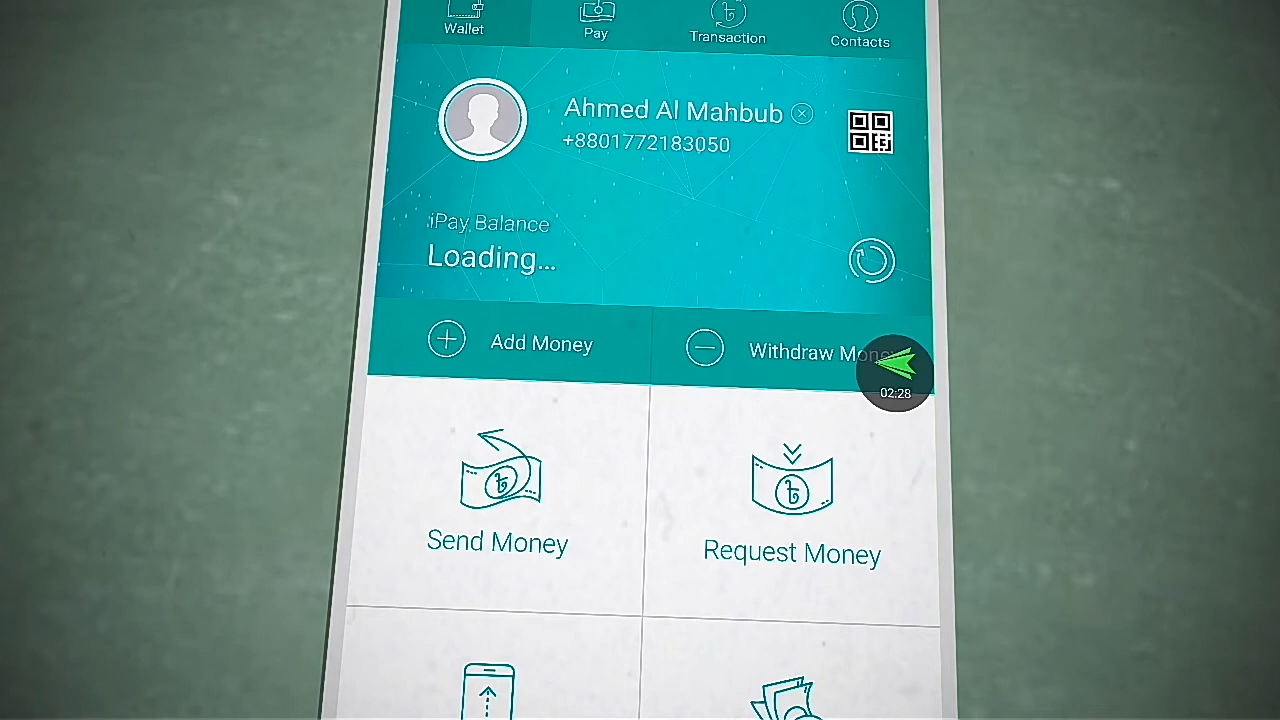 Wallet
Pay
Transaction
Contacts
Ahmed Al Mahbub
+8801772183050
iPay Balance
Loading...
Add Money
Withdraw Money
02:28
Send Money
Request Money